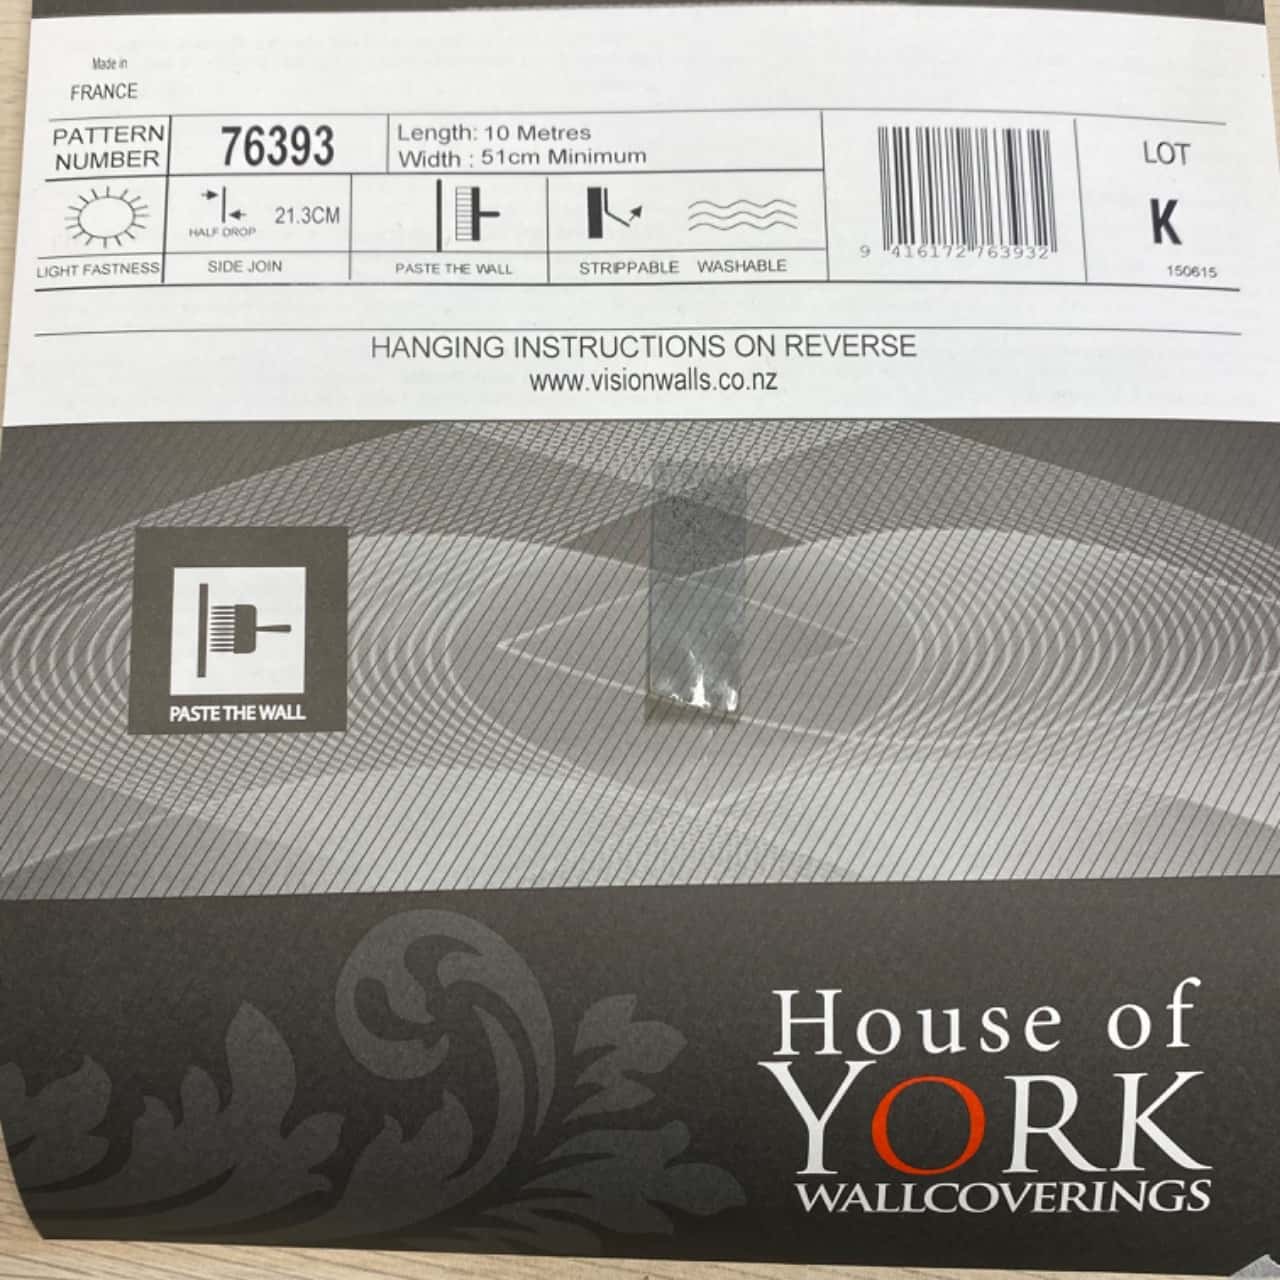 Made in
FRANCE
PATTERN
NUMBER
76393
Length: 10 Metres
Width : 51cm Minimum
LIGHT FASTNESS
HALF DROP
21.3CM
SIDE JOIN
PASTE THE WALL
STRIPPABLE WASHABLE
9 416172 763932
LOT
K
150615
HANGING INSTRUCTIONS ON REVERSE
www.visionwalls.co.nz
PASTE THE WALL
House of
YORK
WALLCOVERINGS